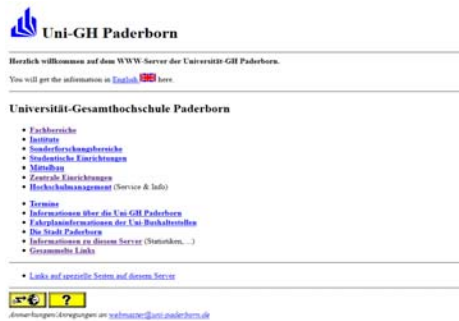 Uni-GH Paderborn
Herzlich willkommen auf dem WWW-Server der Universität-GH Paderborn.
You will get the information in English here.
Universität-Gesamthochschule Paderborn
Fachbereiche
Institute
Sonderforschungsbereiche
Studentische Einrichtungen
Mittelbau
Zentrale Einrichtungen
Hochschulmanagement (Service & Info)
Termine
Informationen über die Uni-GH Paderborn
Fahrplaninformationen der Uni-Bushaltestellen
Die Stadt Paderborn
Informationen zu diesem Server (Statistiken, ...)
Gesammelte Links
Links auf spezielle Seiten auf diesem Server
?
Anmerkungen/Anregungen an webmaster@uni-paderborn.de